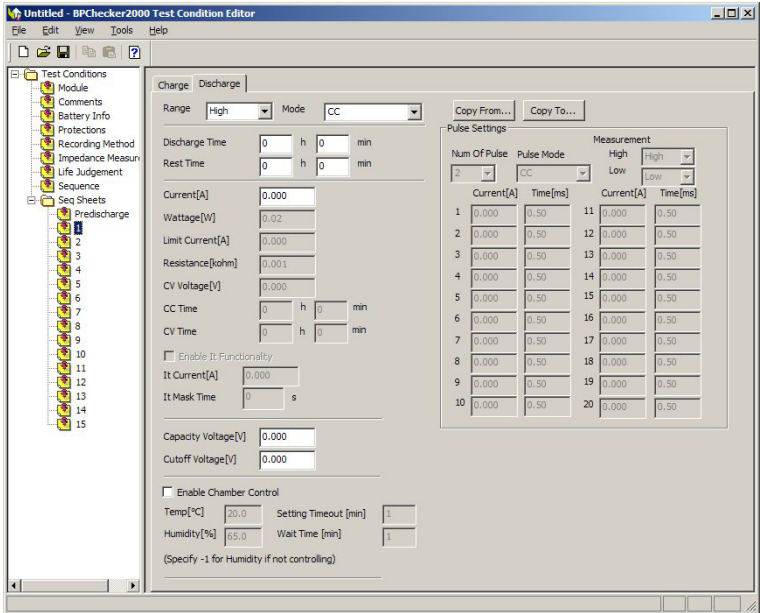 Untitled - BPChecker2000 Test Condition Editor
File Edit View Tools Help
Test Conditions
Module
Comments
Battery Info
Protections
Recording Method
Impedance Measur
Life Judgement
Sequence
Seq Sheets
Predischarge
1
2
3
4
5
6
7
8
9
10
11
12
13
14
15
Charge Discharge
Range High Mode CC
Discharge Time 0 h 0 min
Rest Time 0 h 0 min
Current[A] 0.000
Wattage[W] 0.02
Limit Current[A] 0.000
Resistance[kohm] 0.001
CV Voltage[V] 0.000
CC Time 0 h 0 min
CV Time 0 h 0 min
Enable It Functionality
It Current[A] 0.000
It Mask Time 0 s
Capacity Voltage[V] 0.000
Cutoff Voltage[V] 0.000
Enable Chamber Control
Temp[°C] 20.0 Setting Timeout [min] 1
Humidity[%] 65.0 Wait Time [min] 1
(Specify -1 for Humidity if not controlling)
Copy From... Copy To...
Pulse Settings
Measurement
Num Of Pulse Pulse Mode High High
2 CC Low Low
Current[A] Time[ms] Current[A] Time[ms]
1 0.000 0.50 11 0.000 0.50
2 0.000 0.50 12 0.000 0.50
3 0.000 0.50 13 0.000 0.50
4 0.000 0.50 14 0.000 0.50
5 0.000 0.50 15 0.000 0.50
6 0.000 0.50 16 0.000 0.50
7 0.000 0.50 17 0.000 0.50
8 0.000 0.50 18 0.000 0.50
9 0.000 0.50 19 0.000 0.50
10 0.000 0.50 20 0.000 0.50